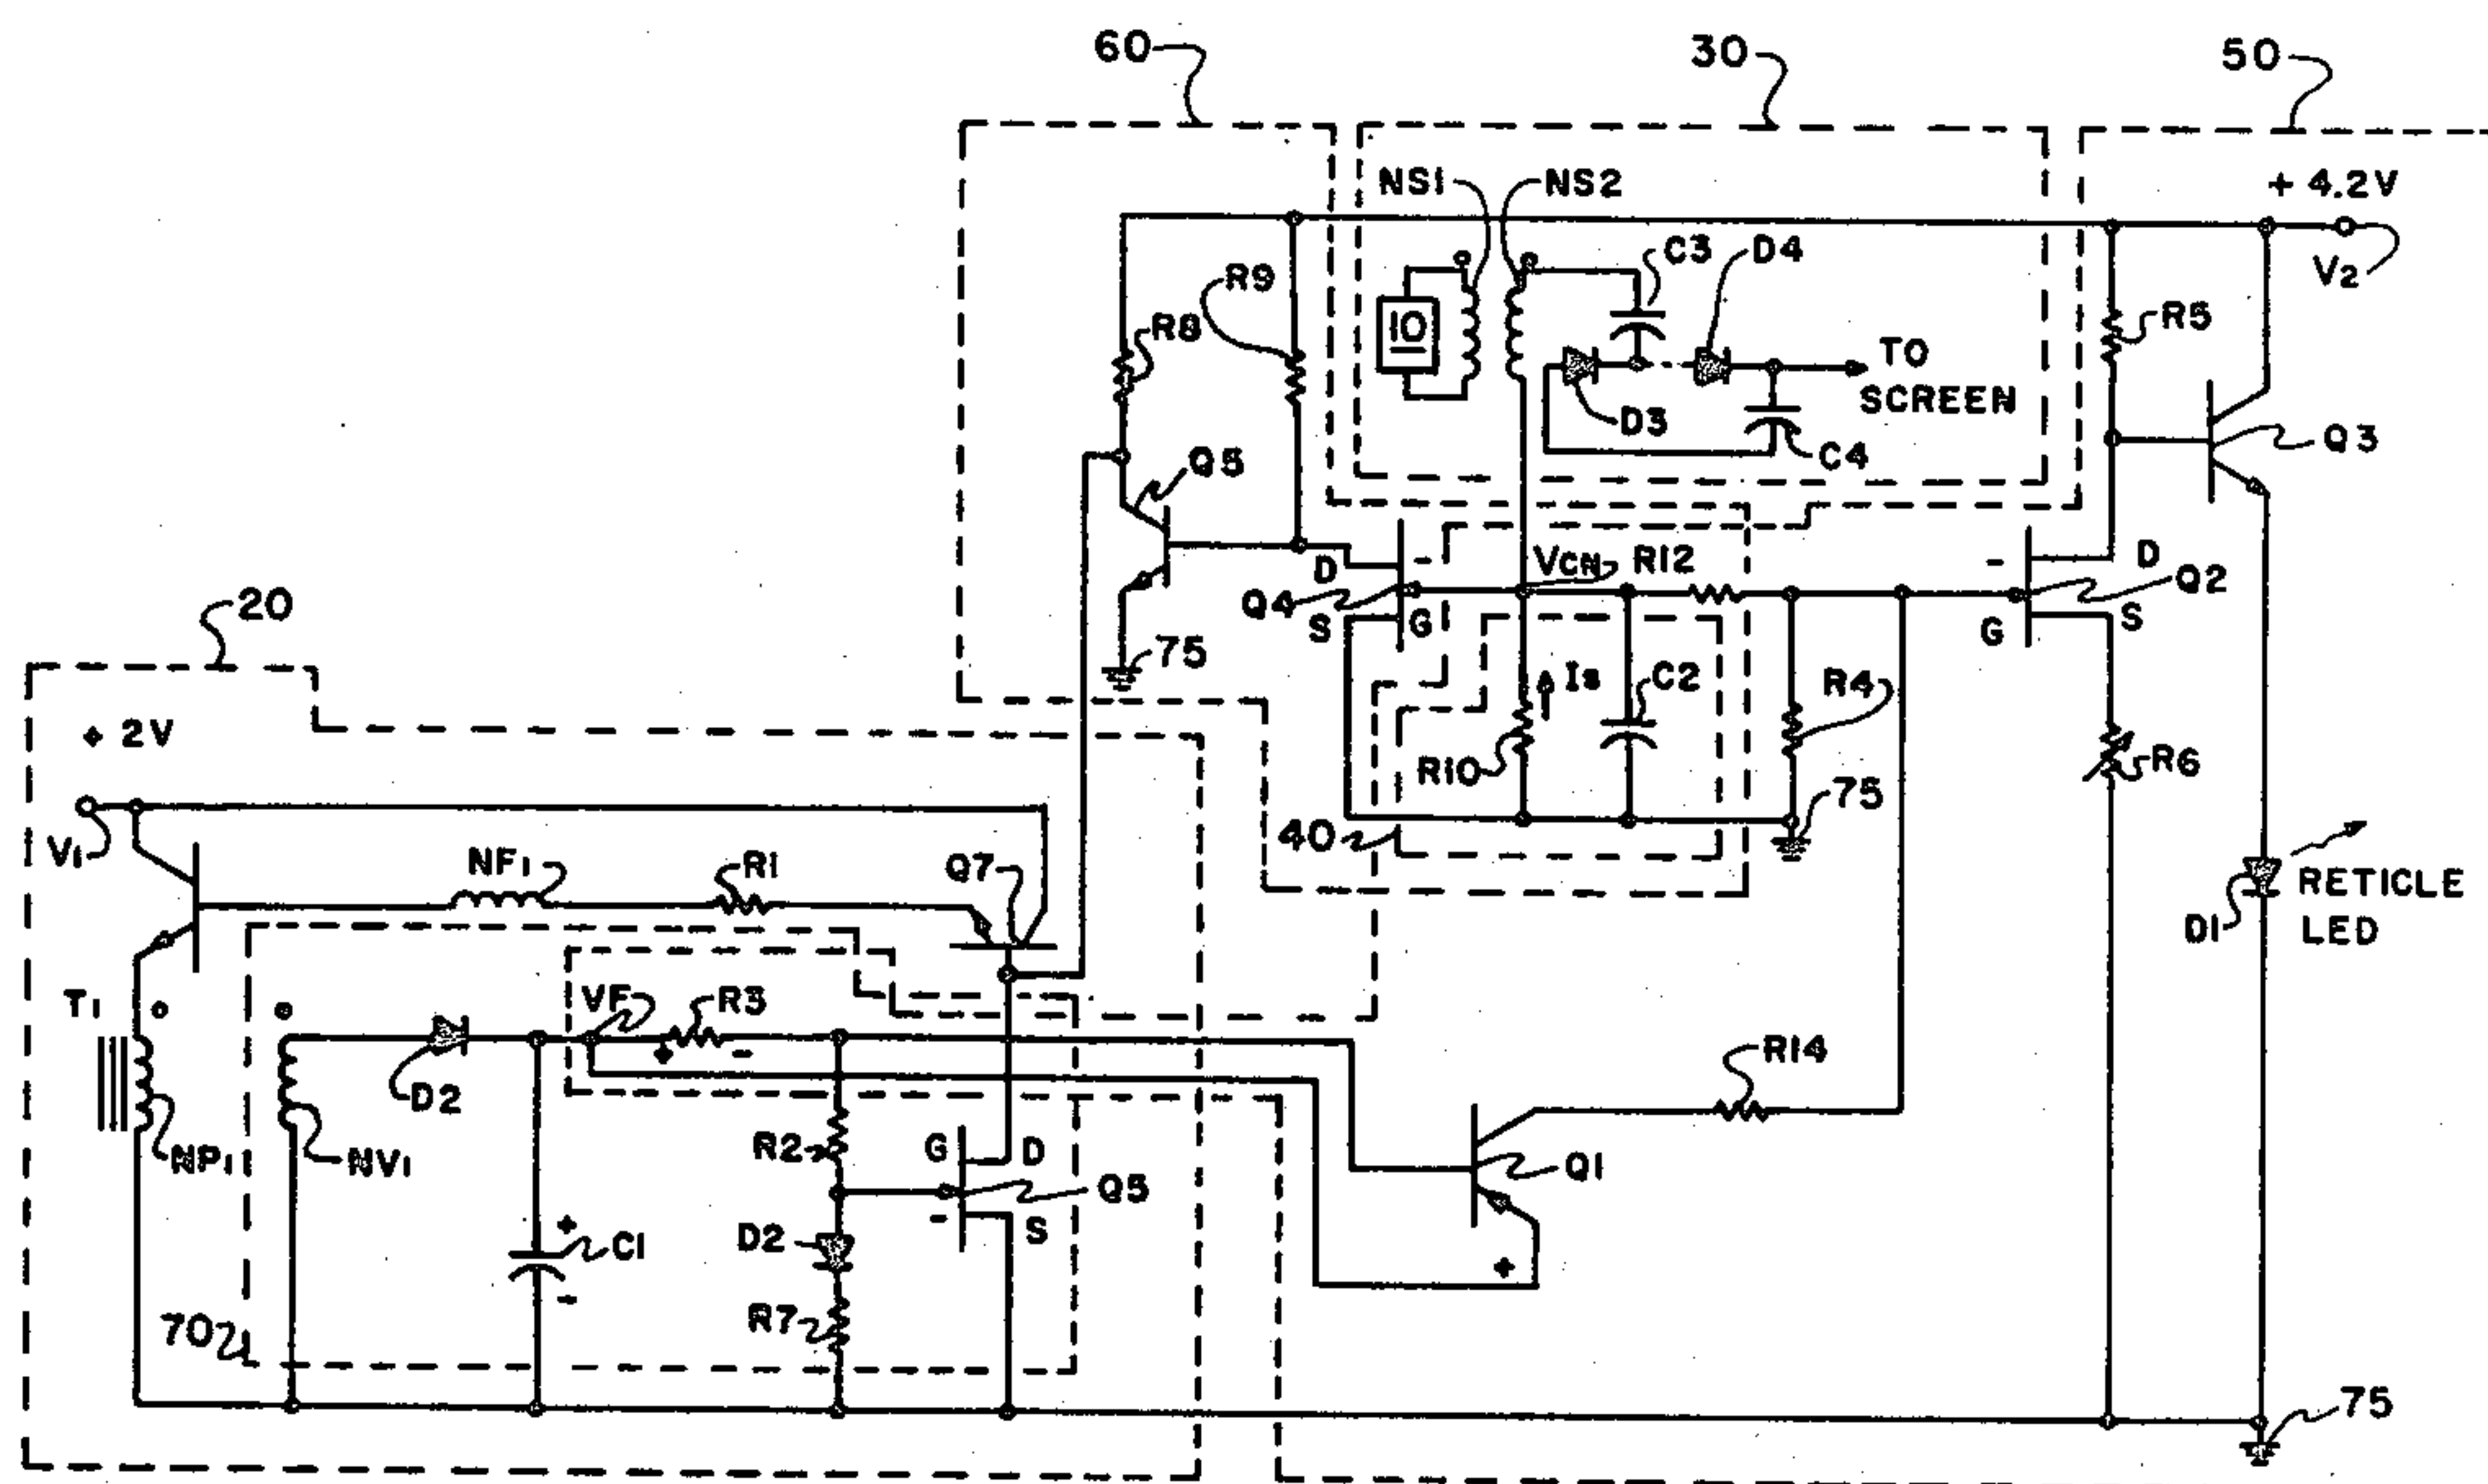 60
30
50
NS1
NS2
+ 4.2V
C3
D4
V2
R9
R8
10
R5
TO
SCREEN
D3
Q3
C4
Q5
-
VCN
R12
D
-
D
Q2
Q4
S
G
G
S
20
75
IS
C2
R4
+ 2V
R10
R6
75
40
V1
NF1
R1
Q7
RETICLE
LED
D1
T1
VF
R3
+
-
R14
D2
NP1
NV1
R2
G
D
Q5
Q1
+
C1
-
-
S
D2
+
R7
70
75